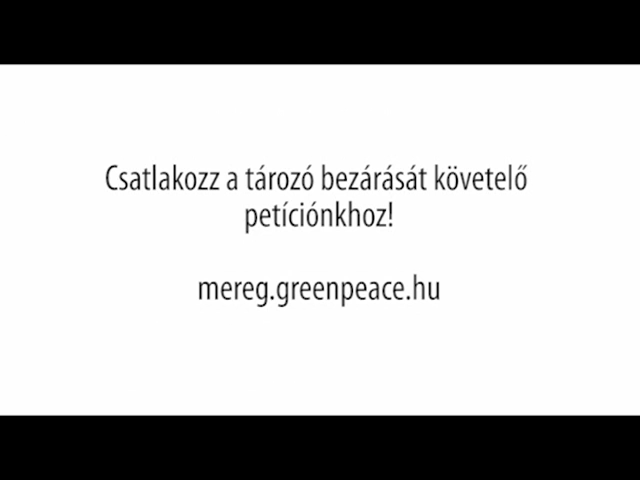 Csatlakozz a tározó bezárását követelő
petíciónkhoz!
mereg.greenpeace.hu